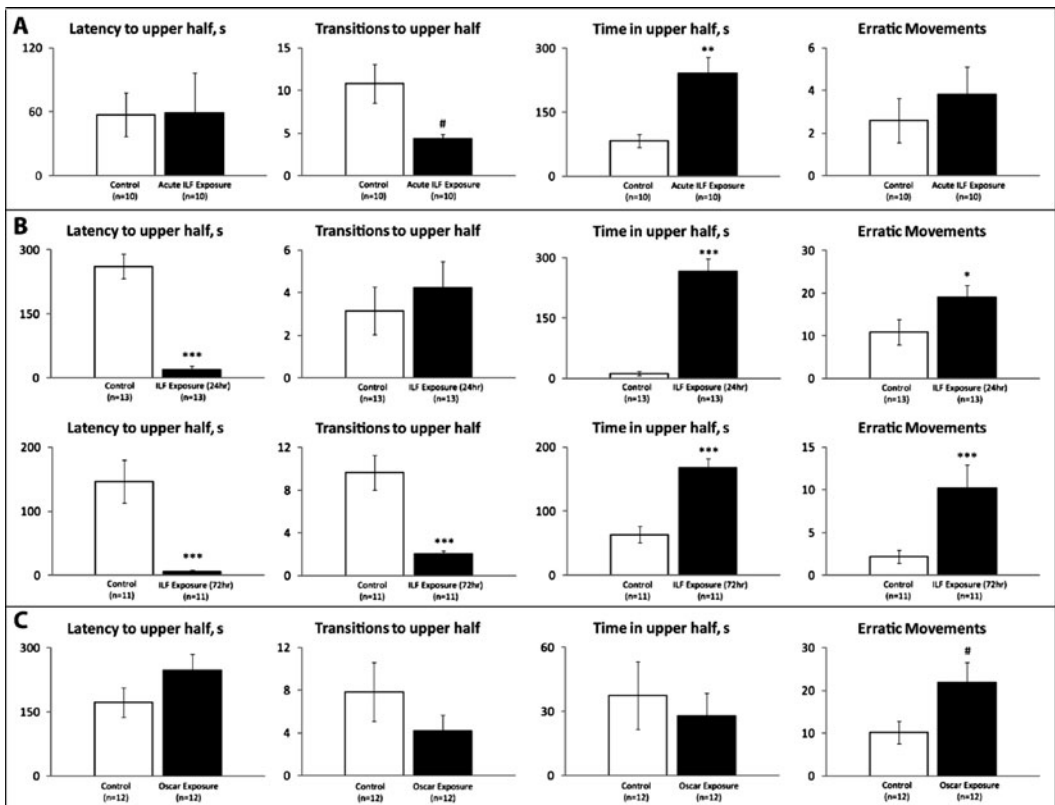 A
Latency to upper half, s
120
60
0
Control
(n=10)
Acute ILF Exposure
(n=10)
Transitions to upper half
15
10
5
0
#
Control
(n=10)
Acute ILF Exposure
(n=10)
Time in upper half, s
300
150
0
**
Control
(n=10)
Acute ILF Exposure
(n=10)
Erratic Movements
6
4
2
0
Control
(n=10)
Acute ILF Exposure
(n=10)
B
Latency to upper half, s
300
150
0
***
Control
(n=13)
ILF Exposure (24hr)
(n=13)
Transitions to upper half
6
4
2
0
Control
(n=13)
ILF Exposure (24hr)
(n=13)
Time in upper half, s
300
150
0
***
Control
(n=13)
ILF Exposure (24hr)
(n=13)
Erratic Movements
30
20
10
0
*
Control
(n=13)
ILF Exposure (24hr)
(n=13)
Latency to upper half, s
200
100
0
***
Control
(n=11)
ILF Exposure (72hr)
(n=11)
Transitions to upper half
12
8
4
0
***
Control
(n=11)
ILF Exposure (72hr)
(n=11)
Time in upper half, s
200
100
0
***
Control
(n=11)
ILF Exposure (72hr)
(n=11)
Erratic Movements
15
10
5
0
***
Control
(n=11)
ILF Exposure (72hr)
(n=11)
C
Latency to upper half, s
300
150
0
Control
(n=12)
Oscar Exposure
(n=12)
Transitions to upper half
12
8
4
0
Control
(n=12)
Oscar Exposure
(n=12)
Time in upper half, s
60
30
0
Control
(n=12)
Oscar Exposure
(n=12)
Erratic Movements
30
20
10
0
#
Control
(n=12)
Oscar Exposure
(n=12)